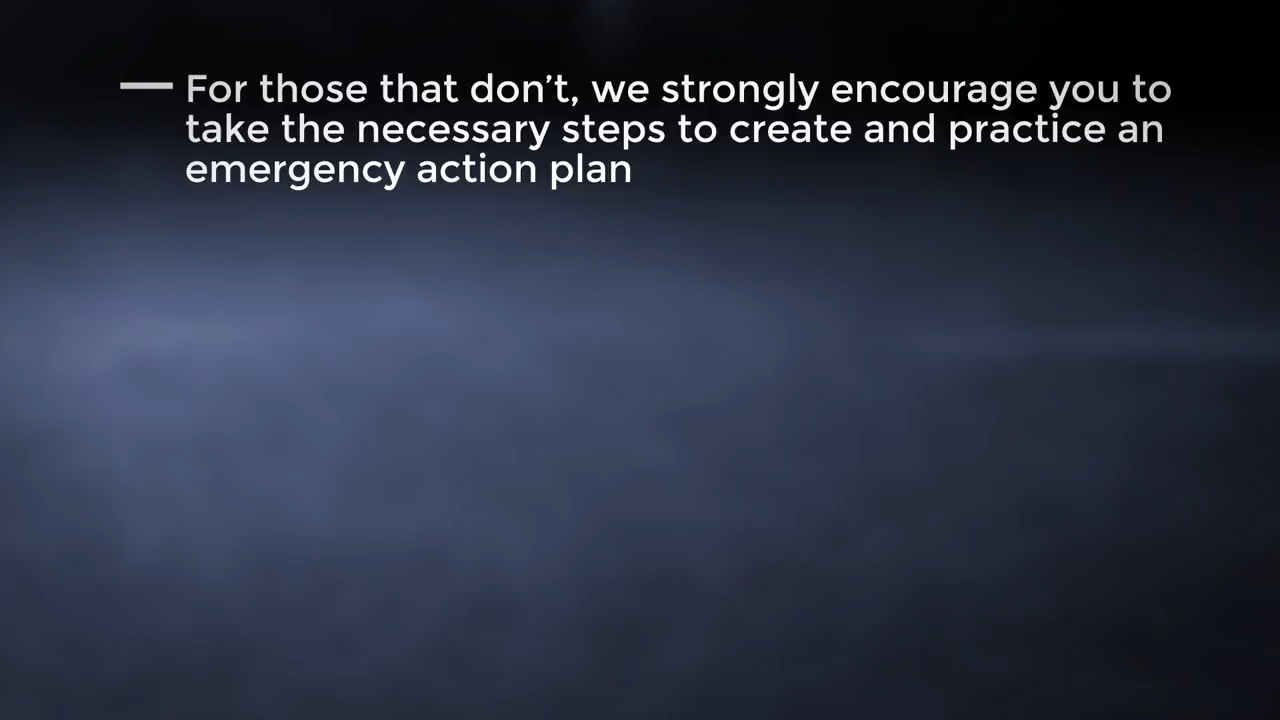 — For those that don’t, we strongly encourage you to
take the necessary steps to create and practice an
emergency action plan